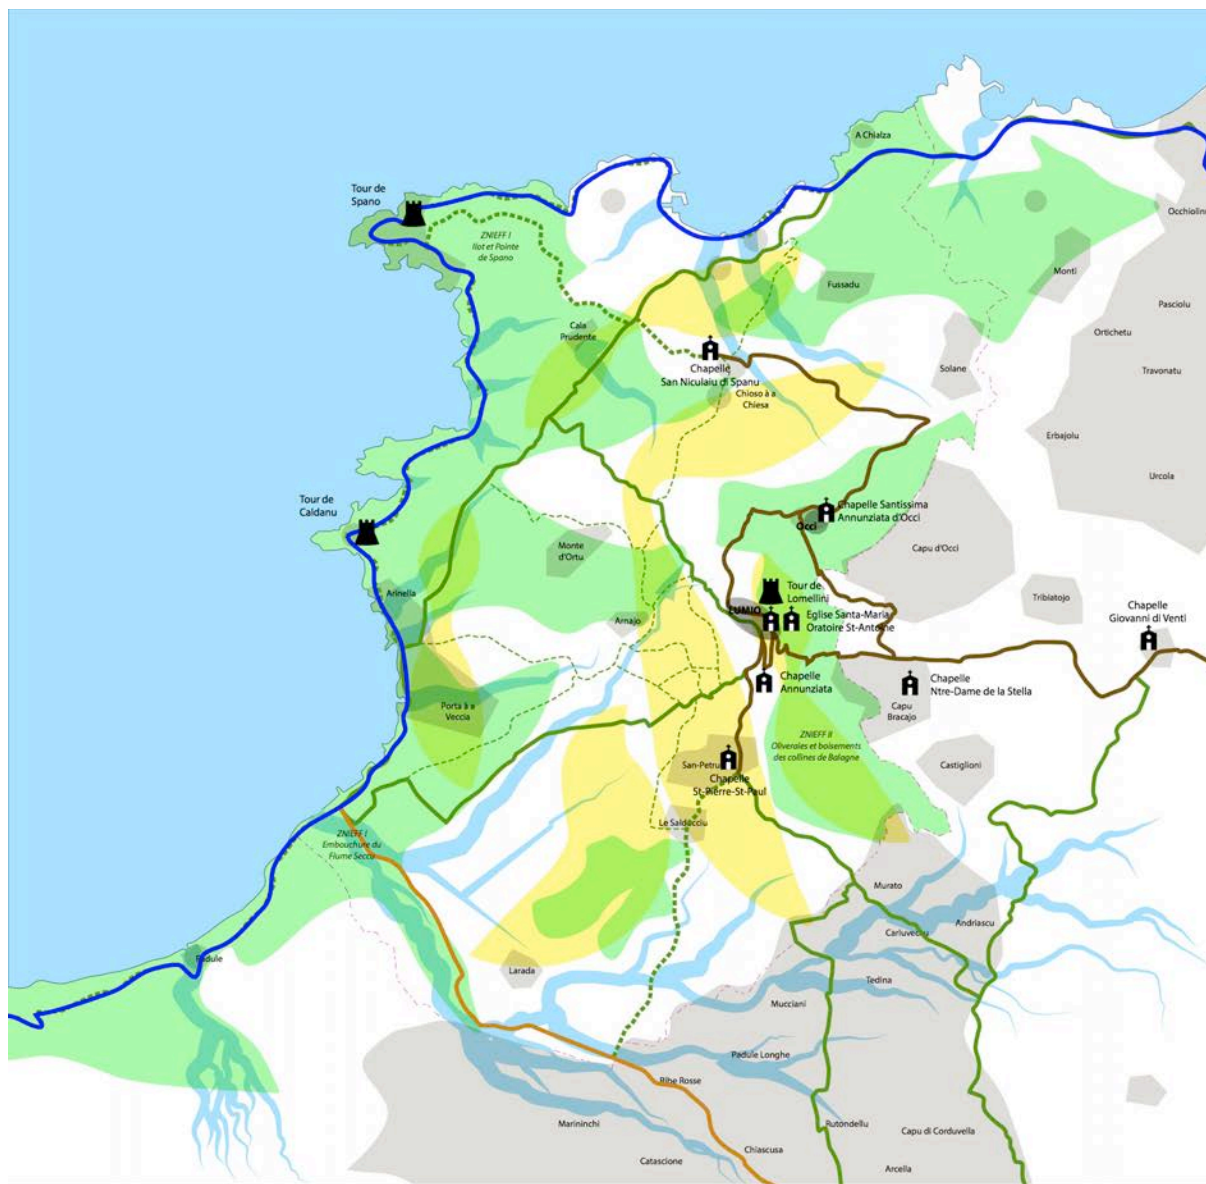 A Chialza
Tour de
Spano
Occhiolinu
ZNIEFF I
Ilot et Pointe
de Spano
Monti
Fussadu
Pasciolu
Cala
Prudente
Ortichetu
Chapelle
San Niculaiu di Spanu
Solane
Travonatu
Chioso à a
Chiesa
Erbajolu
Urcola
Tour de
Caldanu
Chapelle Santissima
Annunziata d'Occi
Occi
Monte
d'Ortu
Capu d'Occi
Arinella
Tour de
Lomellini
Tribiatojo
LUMIO
Arnajo
Eglise Santa-Maria
Oratoire St-Antoine
Chapelle
Giovanni di Venti
Chapelle
Annunziata
Chapelle
Ntre-Dame de la Stella
Porta à a
Veccia
Capu
Bracajo
ZNIEFF II
Oliveraies et boisements
des collines de Balagne
San-Petru
Chapelle
St-Pierre-St-Paul
Castiglioni
Le Salducciu
ZNIEFF I
Embouchure du
Fiume Seccu
Murato
Andriascu
Carluvecchu
Padule
Larada
Tedina
Mucciani
Padule Longhe
Ribe Rosse
Marininchi
Rutondellu
Capu di Corduvella
Chiascusa
Catascione
Arcella